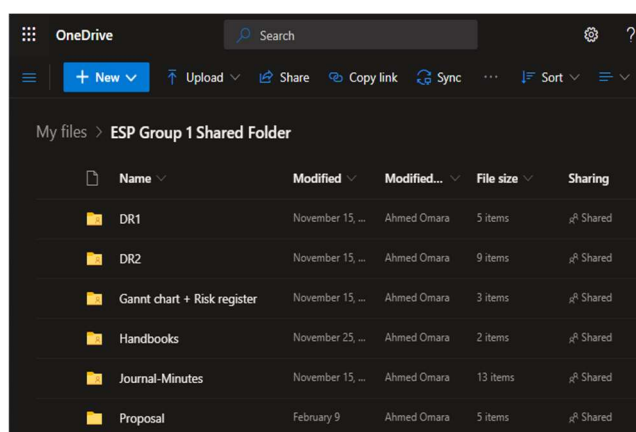 OneDrive Search ?
+ New Upload Share Copy link Sync ... Sort
My files > ESP Group 1 Shared Folder
Name Modified Modified... File size Sharing
DR1 November 15, ... Ahmed Omara 5 items Shared
DR2 November 15, ... Ahmed Omara 9 items Shared
Gannt chart + Risk register November 15, ... Ahmed Omara 3 items Shared
Handbooks November 25, ... Ahmed Omara 2 items Shared
Journal-Minutes November 15, ... Ahmed Omara 13 items Shared
Proposal February 9 Ahmed Omara 5 items Shared